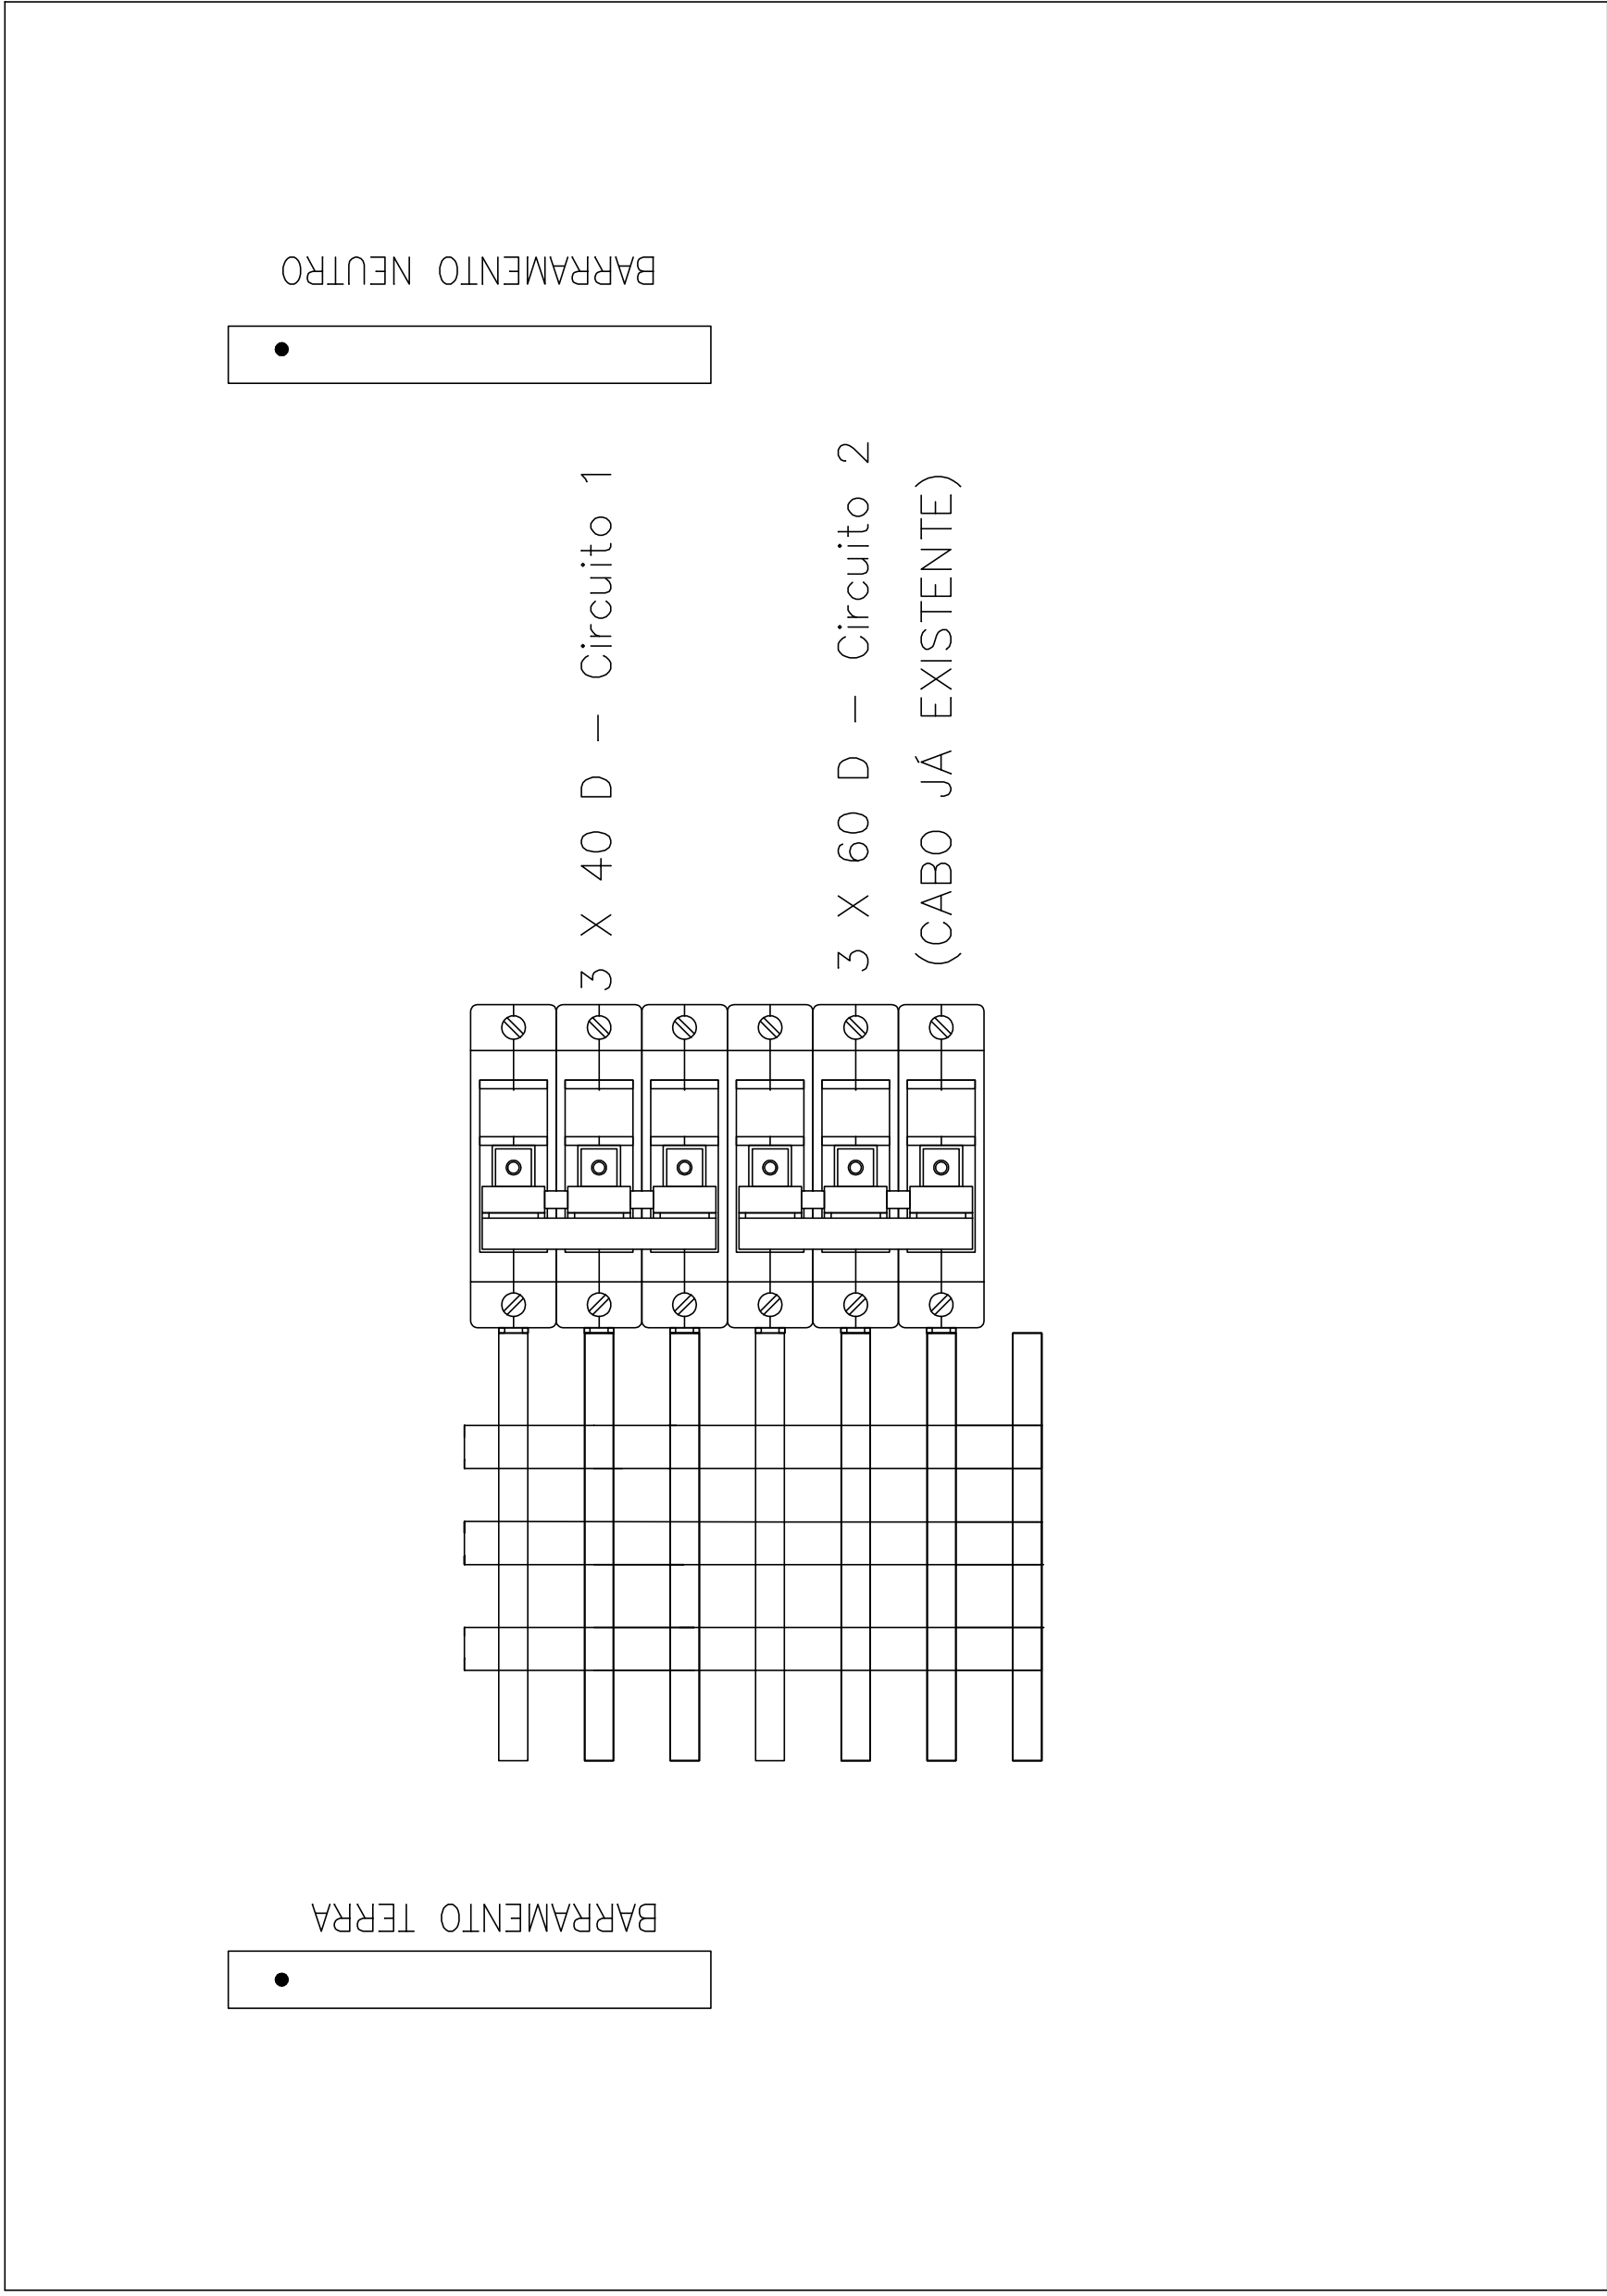 BARRAMENTO NEUTRO
3 X 40 D - Circuito 1
3 X 60 D - Circuito 2
(CABO JÁ EXISTENTE)
BARRAMENTO TERRA